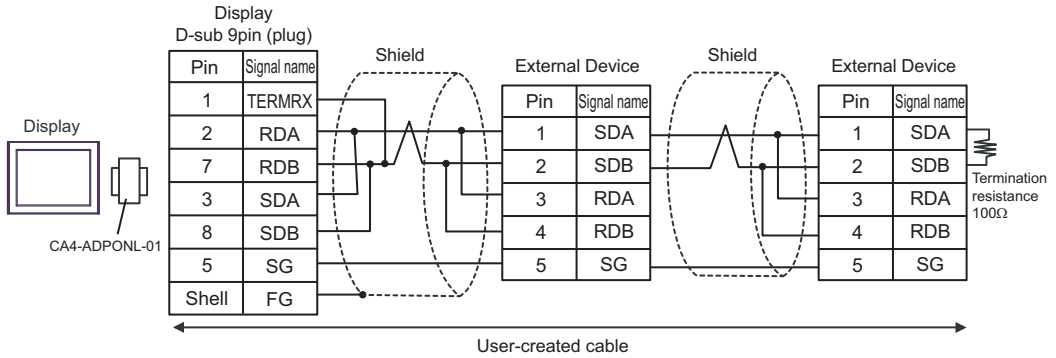 Display
D-sub 9pin (plug)
Shield
External Device
Shield
External Device
Display
CA4-ADPONL-01
Pin Signal name
1 TERMRX
2 RDA
7 RDB
3 SDA
8 SDB
5 SG
Shell FG
Pin Signal name
1 SDA
2 SDB
3 RDA
4 RDB
5 SG
Pin Signal name
1 SDA
2 SDB
3 RDA
4 RDB
5 SG
Termination
resistance
100Ω
User-created cable